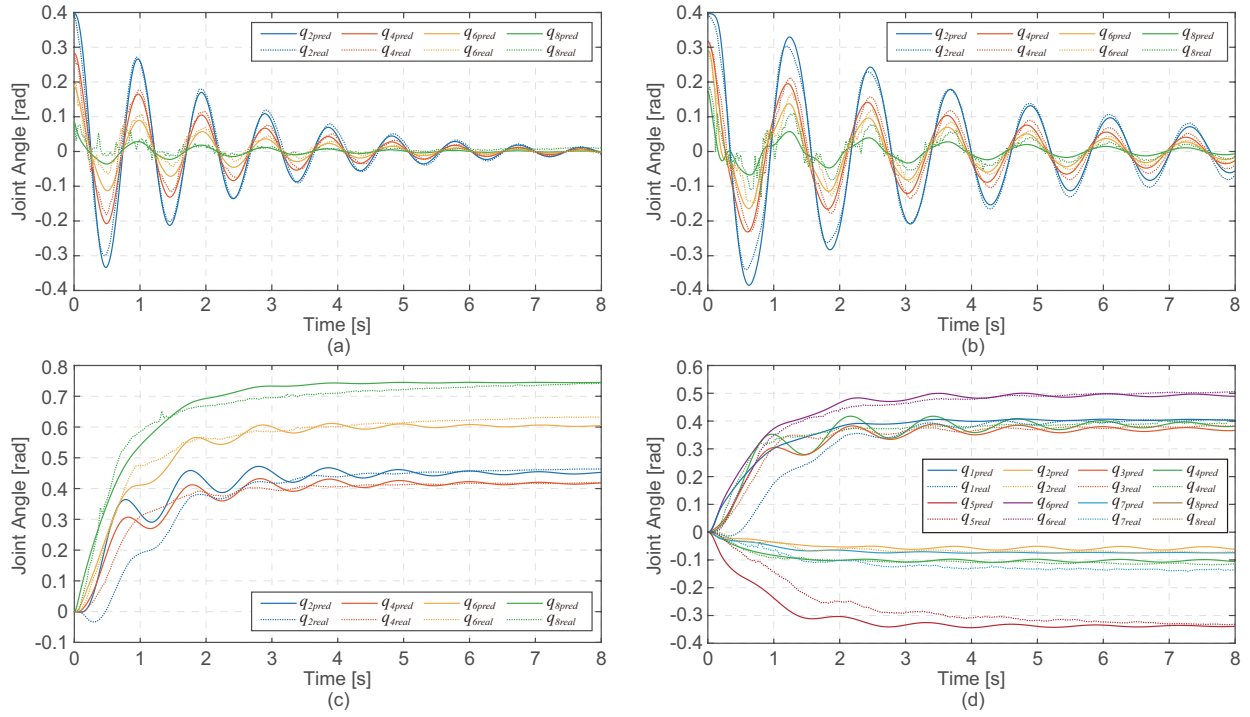 0.4
0.3
0.2
0.1
0
-0.1
-0.2
-0.3
0.4
Joint Angle [rad]
q2pred q4pred q6pred q8pred
q2real q4real q6real q8real
0 1 2 3 4 5 6 7 8
Time [s]
(a)
0.4
0.3
0.2
0.1
0
-0.1
-0.2
-0.3
0.4
Joint Angle [rad]
q2pred q4pred q6pred q8pred
q2real q4real q6real q8real
0 1 2 3 4 5 6 7 8
Time [s]
(b)
0.8
0.7
0.6
0.5
0.4
0.3
0.2
0.1
0
-0.1
Joint Angle [rad]
q2pred q4pred q6pred q8pred
q2real q4real q6real q8real
0 1 2 3 4 5 6 7 8
Time [s]
(c)
0.6
0.5
0.4
0.3
0.2
0.1
0
-0.1
-0.2
-0.3
-0.4
Joint Angle [rad]
q1pred q2pred q3pred q4pred
q1real q2real q3real q4real
q5pred q6pred q7pred q8pred
q5real q6real q7real q8real
0 1 2 3 4 5 6 7 8
Time [s]
(d)